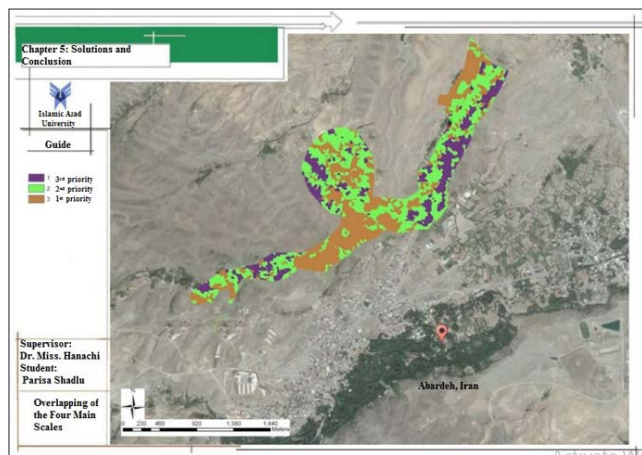 Chapter 5: Solutions and
Conclusion
Islamic Azad
University
Guide
1 3rd priority
2 2nd priority
3 1st priority
Supervisor:
Dr. Miss. Hanachi
Student:
Parisa Shadlu
Overlapping of
the Four Main
Scales
N
0 230 460 920 1,380 1,840
Meters
Abardeh, Iran
Activate W